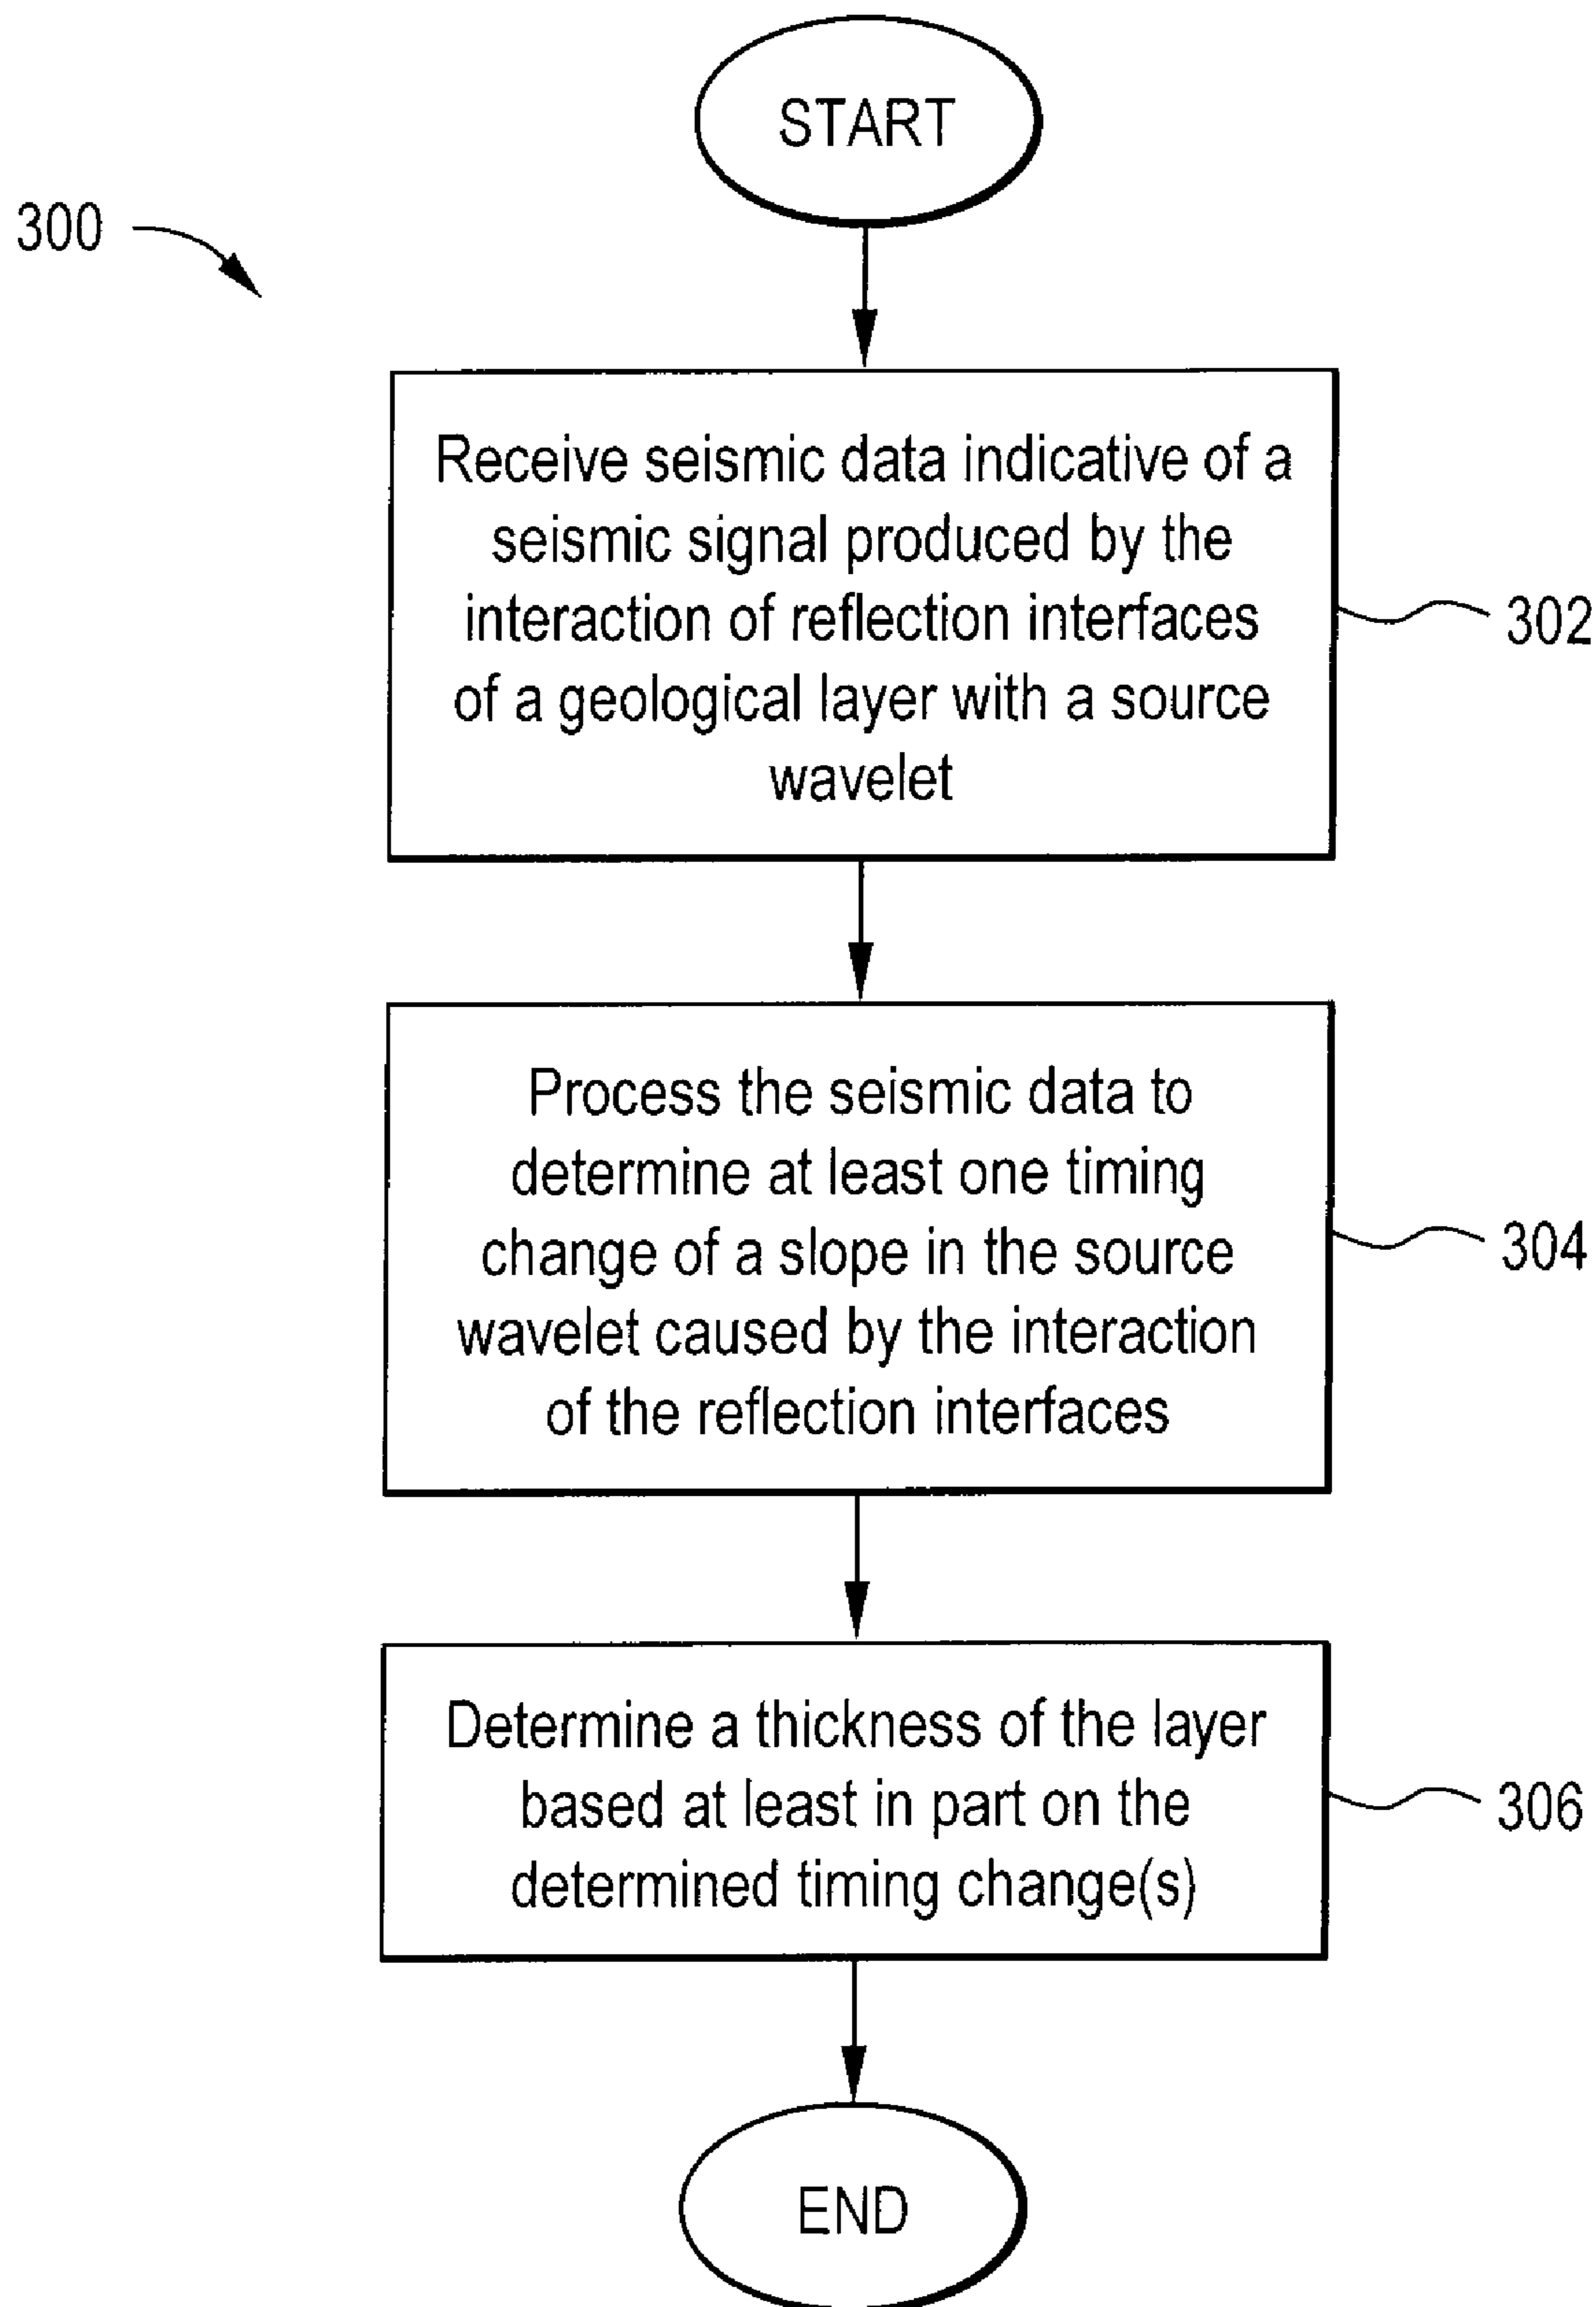 START
300
Receive seismic data indicative of a
seismic signal produced by the
interaction of reflection interfaces
of a geological layer with a source
wavelet
302
Process the seismic data to
determine at least one timing
change of a slope in the source
wavelet caused by the interaction
of the reflection interfaces
304
Determine a thickness of the layer
based at least in part on the
determined timing change(s)
306
END